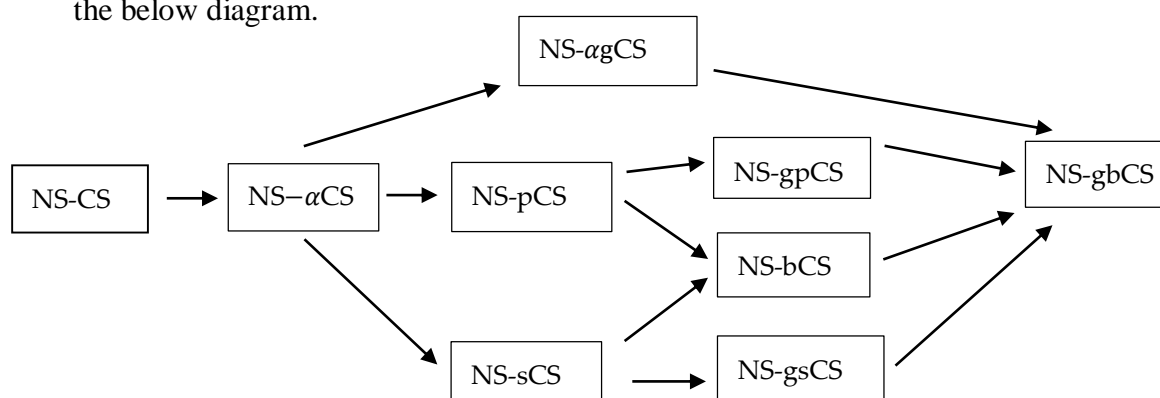 the below diagram.
NS-αgCS
NS-CS
NS−αCS
NS-pCS
NS-gpCS
NS-gbCS
NS-bCS
NS-sCS
NS-gsCS